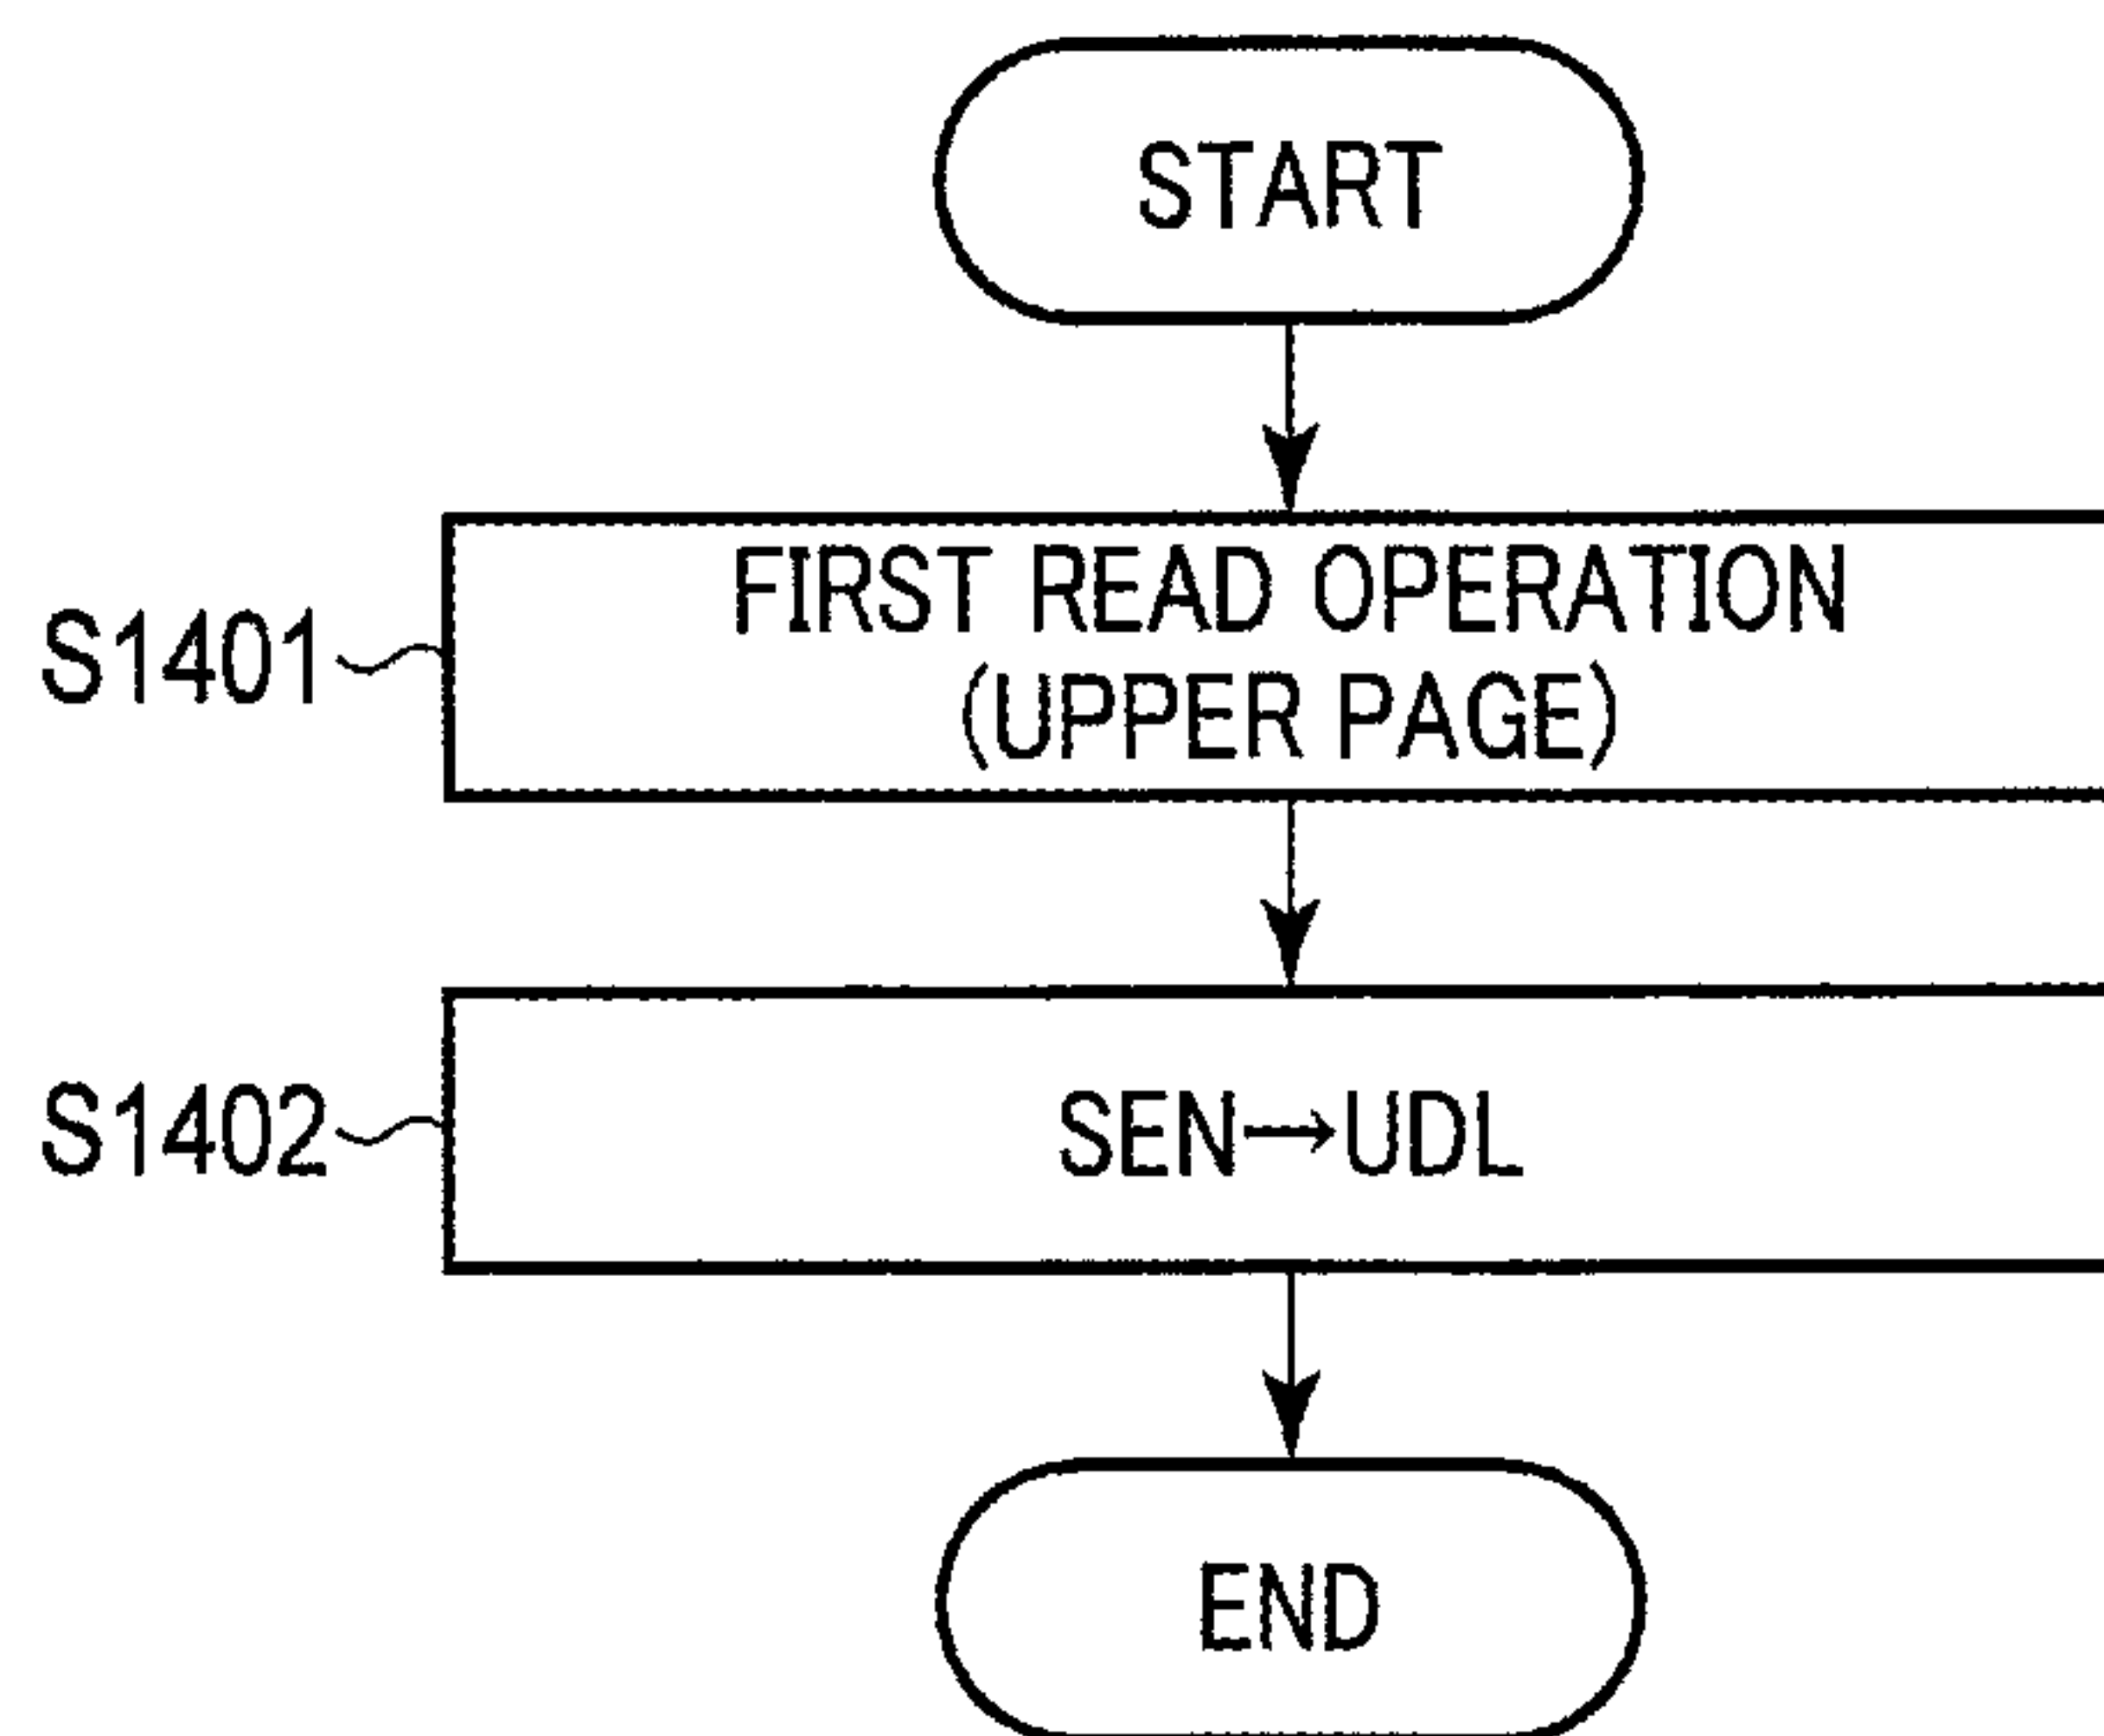 START
FIRST READ OPERATION
(UPPER PAGE)
S1401
SEN→UDL
S1402
END